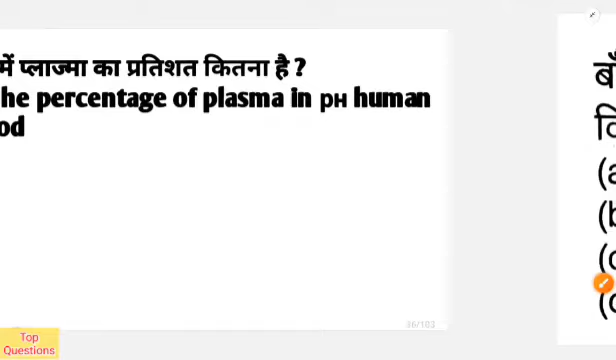 में प्लाज्मा का प्रतिशत कितना है ?
he percentage of plasma in pH human
od
36/103
Top
Questions
बाँ
(a
(b